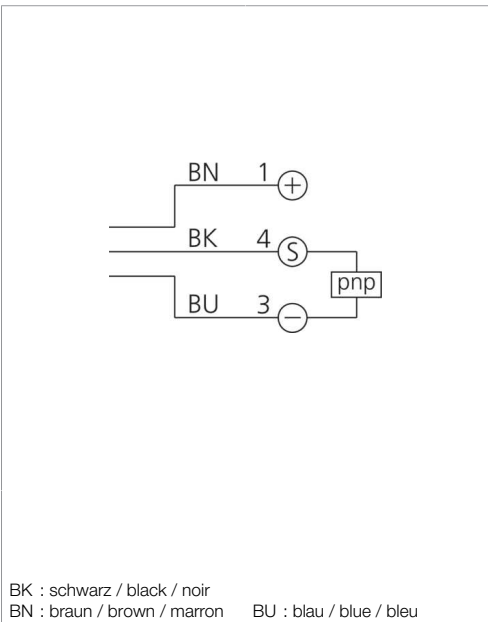 BN 1 +
BK 4 S
pnp
BU 3 −
BK : schwarz / black / noir
BN : braun / brown / marron BU : blau / blue / bleu